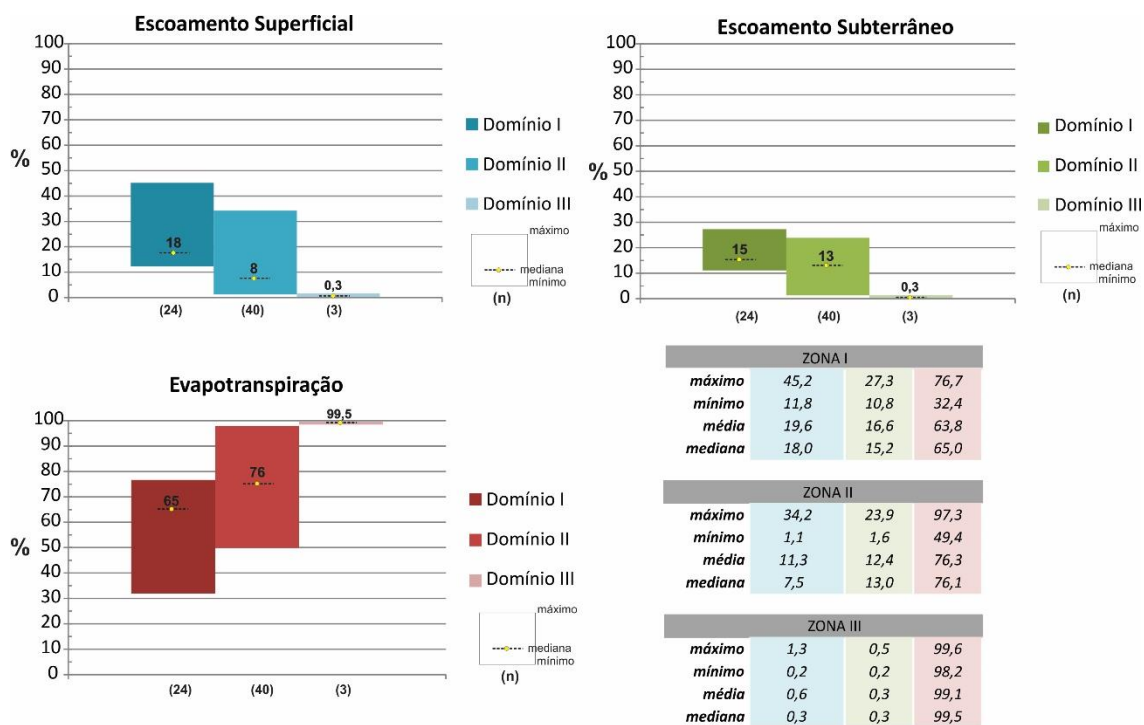 Escoamento Superficial
100
90
80
70
60
50
40
30
20
10
0
%
18
8
0,3
(24) (40) (3)
Domínio I
Domínio II
Domínio III
máximo
mediana
mínimo
(n)
Escoamento Subterrâneo
100
90
80
70
60
50
40
30
20
10
0
%
15
13
0,3
(24) (40) (3)
Domínio I
Domínio II
Domínio III
máximo
mediana
mínimo
(n)
Evapotranspiração
100
90
80
70
60
50
40
30
20
10
0
%
65
76
99,5
(24) (40) (3)
Domínio I
Domínio II
Domínio III
máximo
mediana
mínimo
(n)
ZONA I
máximo 45,2 27,3 76,7
mínimo 11,8 10,8 32,4
média 19,6 16,6 63,8
mediana 18,0 15,2 65,0
ZONA II
máximo 34,2 23,9 97,3
mínimo 1,1 1,6 49,4
média 11,3 12,4 76,3
mediana 7,5 13,0 76,1
ZONA III
máximo 1,3 0,5 99,6
mínimo 0,2 0,2 98,2
média 0,6 0,3 99,1
mediana 0,3 0,3 99,5